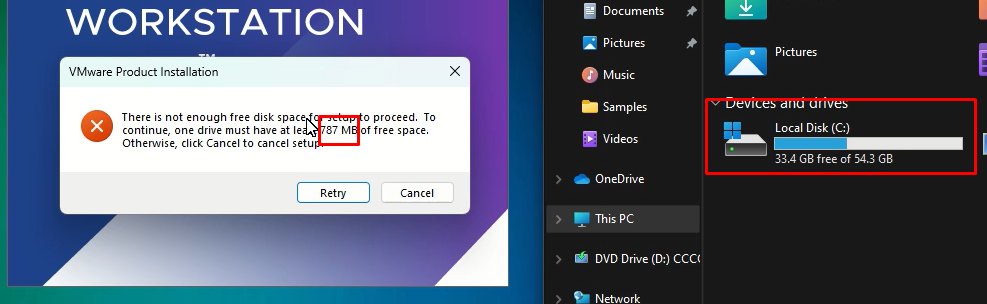 WORKSTATION
TM
VMware Product Installation
There is not enough free disk space for setup to proceed. To
continue, one drive must have at least 787 MB of free space.
Otherwise, click Cancel to cancel setup.
Retry
Cancel
Documents
Pictures
Music
Samples
Videos
OneDrive
This PC
DVD Drive (D:) CCCO
Network
Pictures
Devices and drives
Local Disk (C:)
33.4 GB free of 54.3 GB